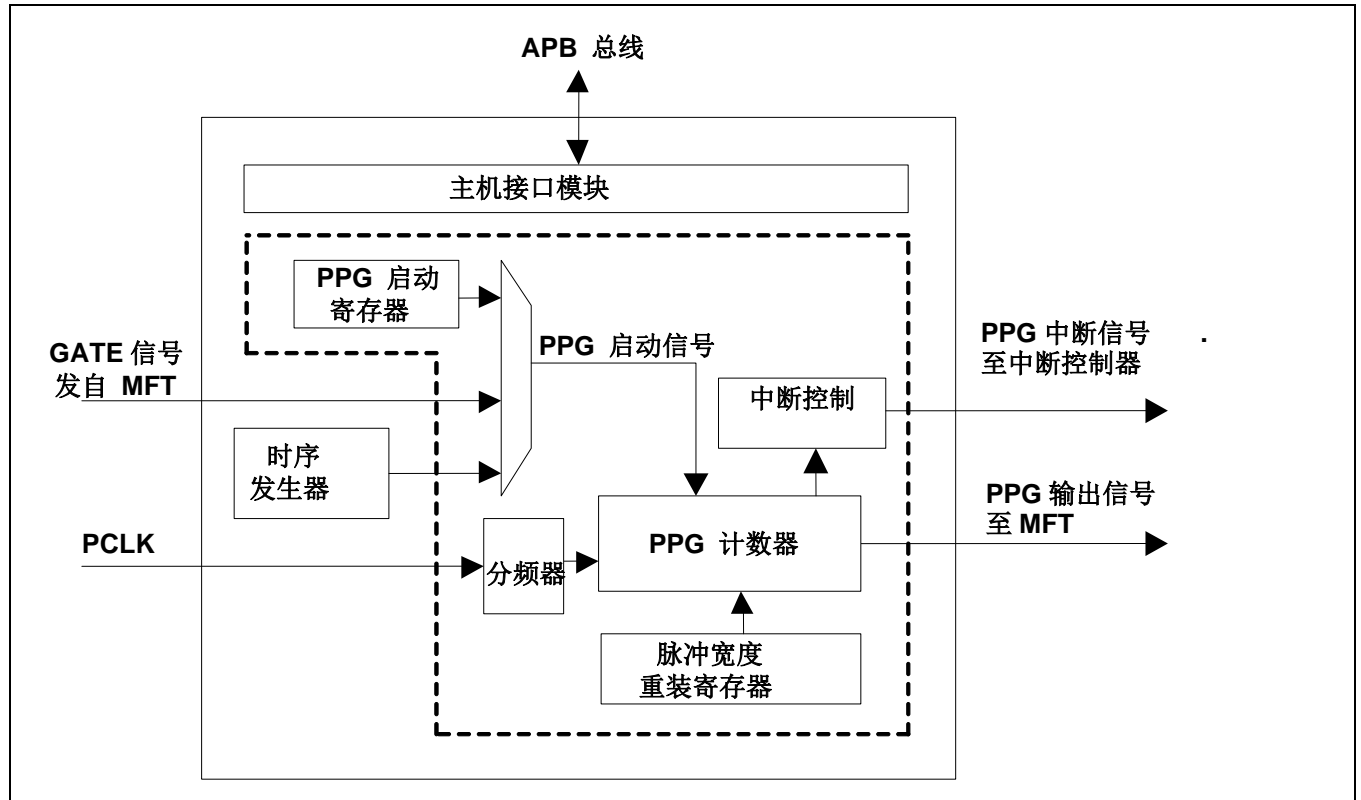 APB 总线
主机接口模块
PPG 启动
寄存器
GATE 信号
发自 MFT
PPG 启动信号
PPG 中断信号 .
至中断控制器
中断控制
时序
发生器
PPG 输出信号
至 MFT
PCLK
分频器
PPG 计数器
脉冲宽度
重装寄存器